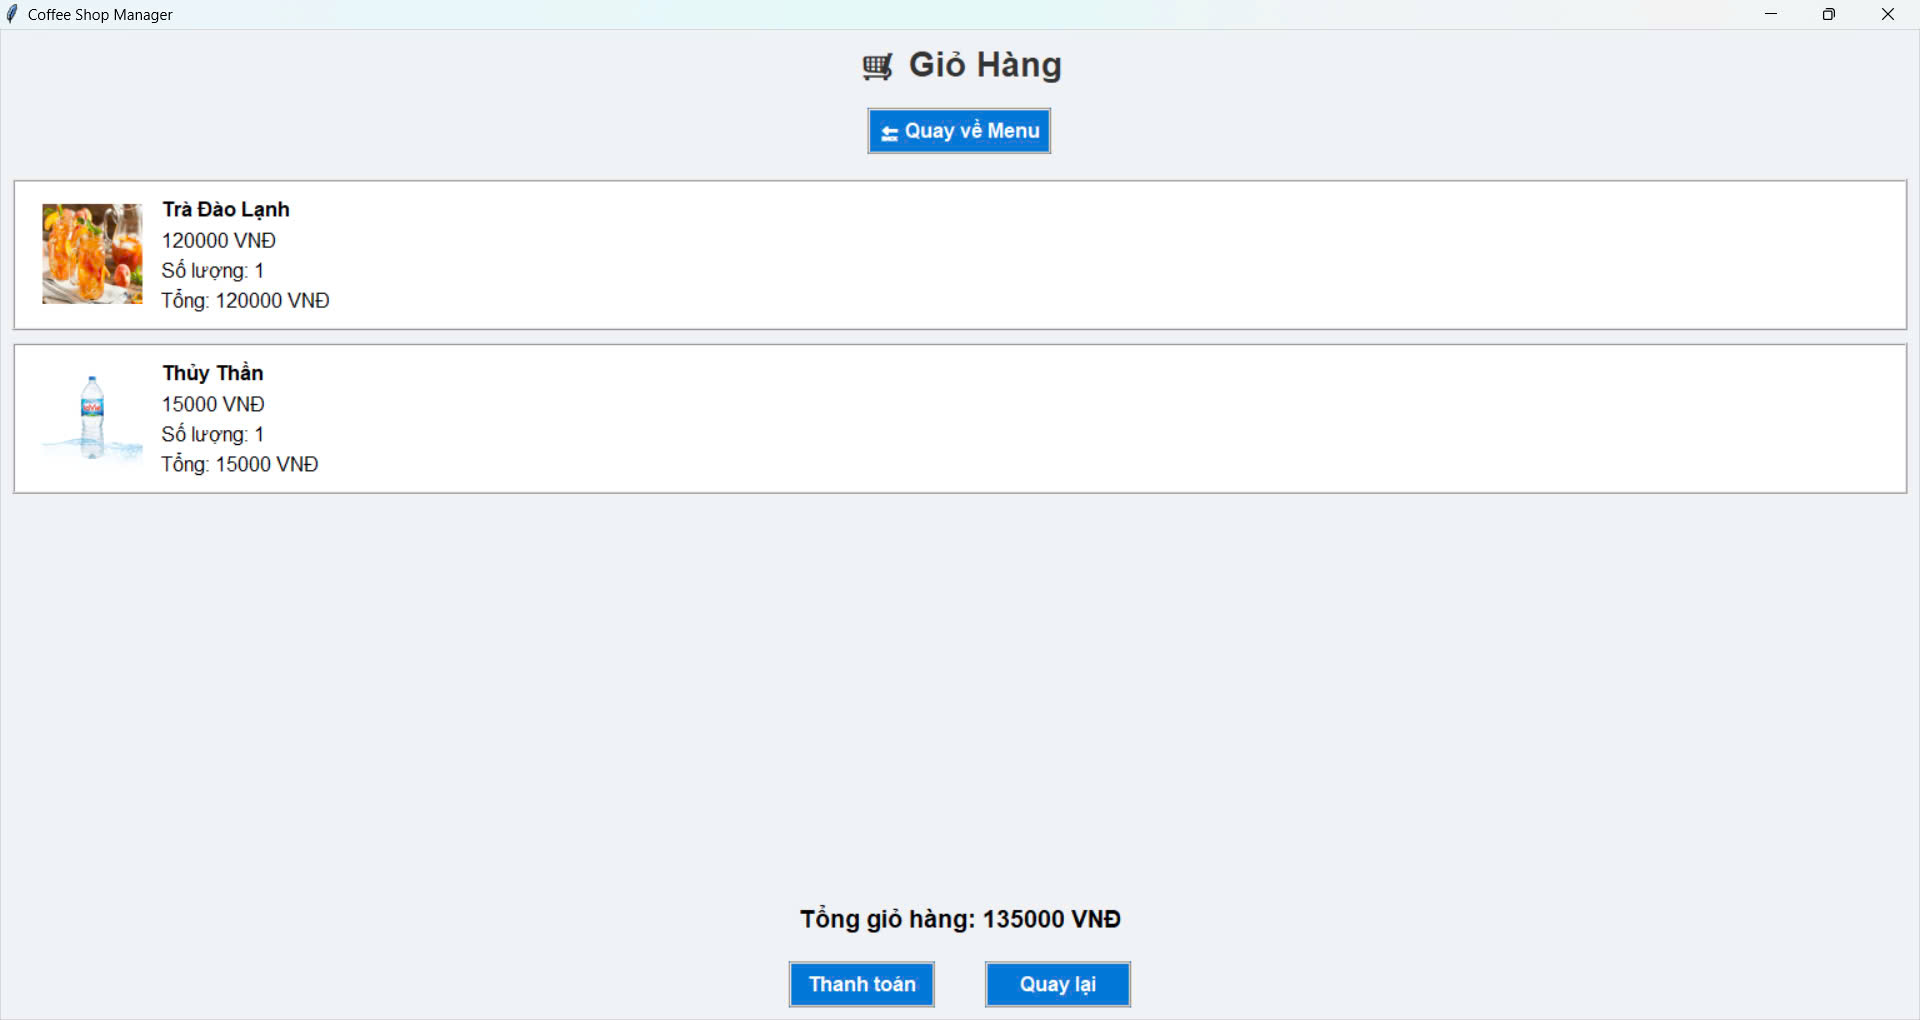 Coffee Shop Manager
Giỏ Hàng
Quay về Menu
Trà Đào Lạnh
120000 VNĐ
Số lượng: 1
Tổng: 120000 VNĐ
Thủy Thần
15000 VNĐ
Số lượng: 1
Tổng: 15000 VNĐ
Tổng giỏ hàng: 135000 VNĐ
Thanh toán
Quay lại